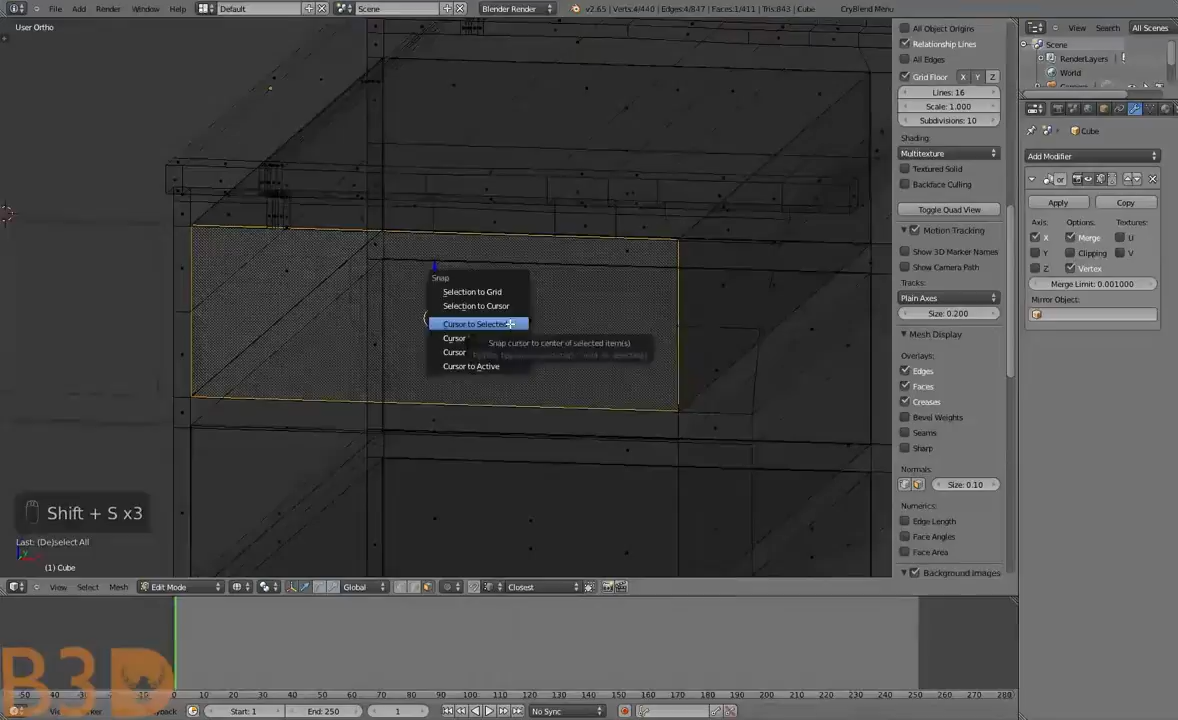 File Add Render Window Help
Default
Scene
Blender Render
v2.65 | Verts:4/440 | Edges:4/847 | Faces:1/411 | Tris:843 | Cube
CryBlend Menu
View Search All Scenes
User Ortho
Scene
RenderLayers
World
All Object Origins
Relationship Lines
All Edges
Grid Floor X Y Z
Lines: 16
Scale: 1.000
Subdivisions: 10
Shading:
Multitexture
Textured Solid
Backface Culling
Toggle Quad View
Motion Tracking
Show 3D Marker Names
Camera Path
Tracks:
Plain Axes
Size: 0.200
Mesh Display
Overlays:
Edges
Faces
Creases
Bevel Weights
Seams
Sharp
Normals:
Size: 0.10
Numerics:
Edge Length
Edge Angles
Face Area
Background Images
Cube
Add Modifier
Apply Copy
Axis: Options: Textures:
X Merge U
Y Clipping V
Z Vertex
Merge Limit: 0.001000
Mirror Object:
Snap
Selection to Grid
Selection to Cursor
Cursor to Selected
Snap cursor to center of selected item(s)
Cursor
Cursor
Cursor to Active
Shift + S x3
Last: (De)select All
(1) Cube
View Select Mesh Edit Mode Global Closest
B3D
-50 -40 -30 -20 -10 0 10 20 30 40 50 60 70 80 90 100 110 120 130 140 150 160 170 180 190 200 210 220 230 240 250 260 270 280
Start: 1 End: 250 1 No Sync